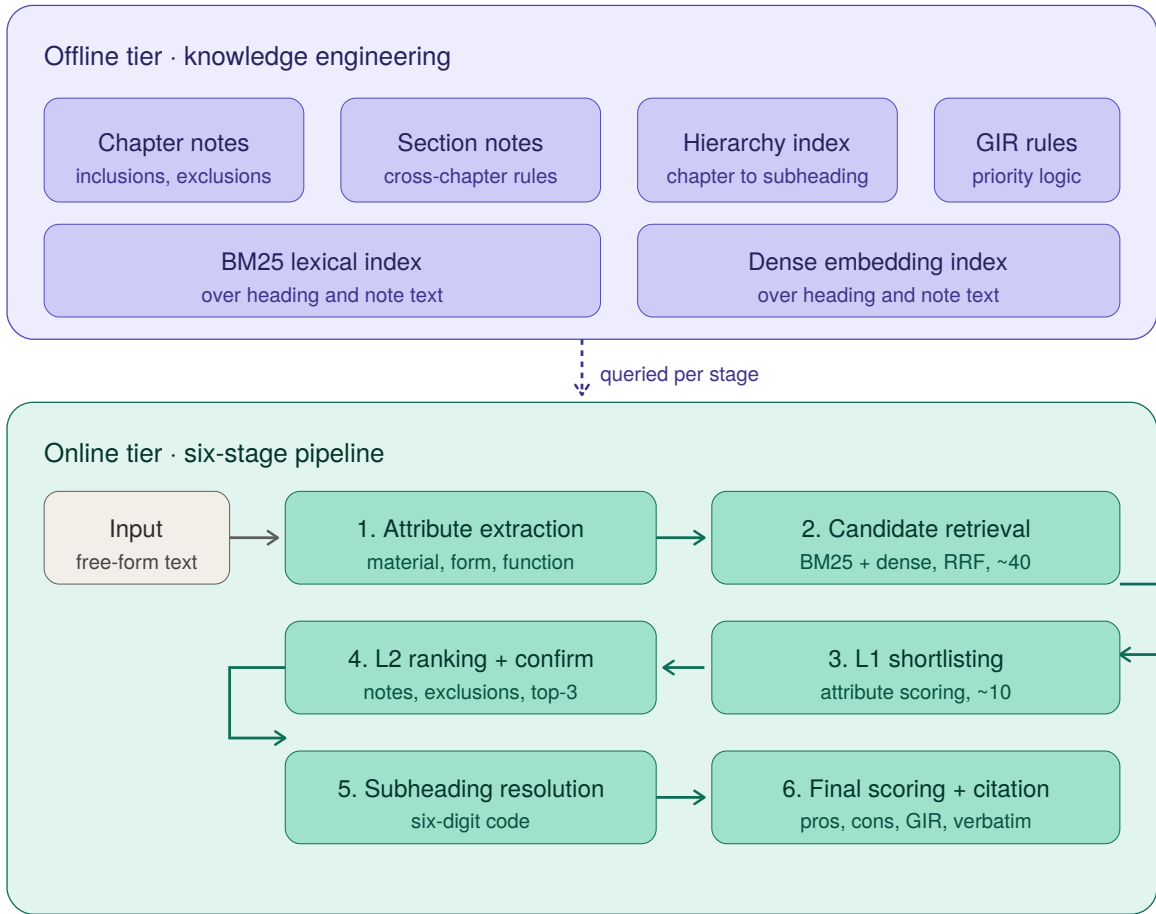 Offline tier · knowledge engineering
Chapter notes
inclusions, exclusions
Section notes
cross-chapter rules
Hierarchy index
chapter to subheading
GIR rules
priority logic
BM25 lexical index
over heading and note text
Dense embedding index
over heading and note text
queried per stage
Online tier · six-stage pipeline
Input
free-form text
1. Attribute extraction
material, form, function
2. Candidate retrieval
BM25 + dense, RRF, ~40
3. L1 shortlisting
attribute scoring, ~10
4. L2 ranking + confirm
notes, exclusions, top-3
5. Subheading resolution
six-digit code
6. Final scoring + citation
pros, cons, GIR, verbatim